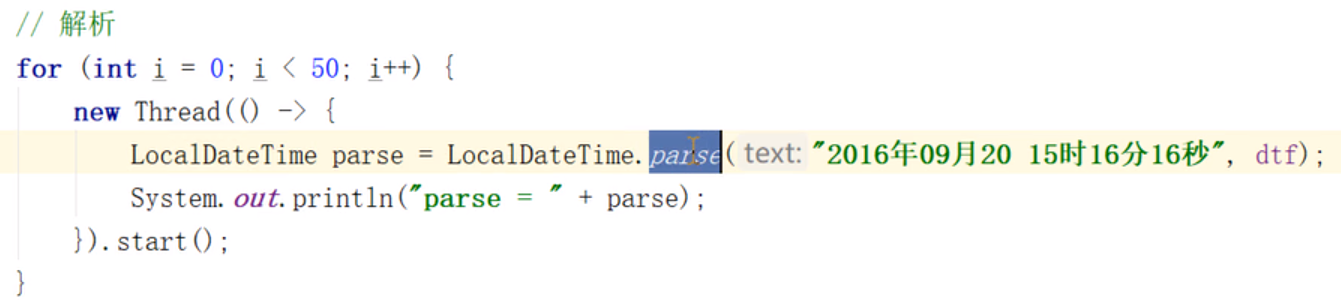 // 解析
for (int i = 0; i < 50; i++) {
new Thread(() -> {
LocalDateTime parse = LocalDateTime.parse( text: "2016年09月20 15时16分16秒", dtf);
System.out.println("parse = " + parse);
}).start();
}